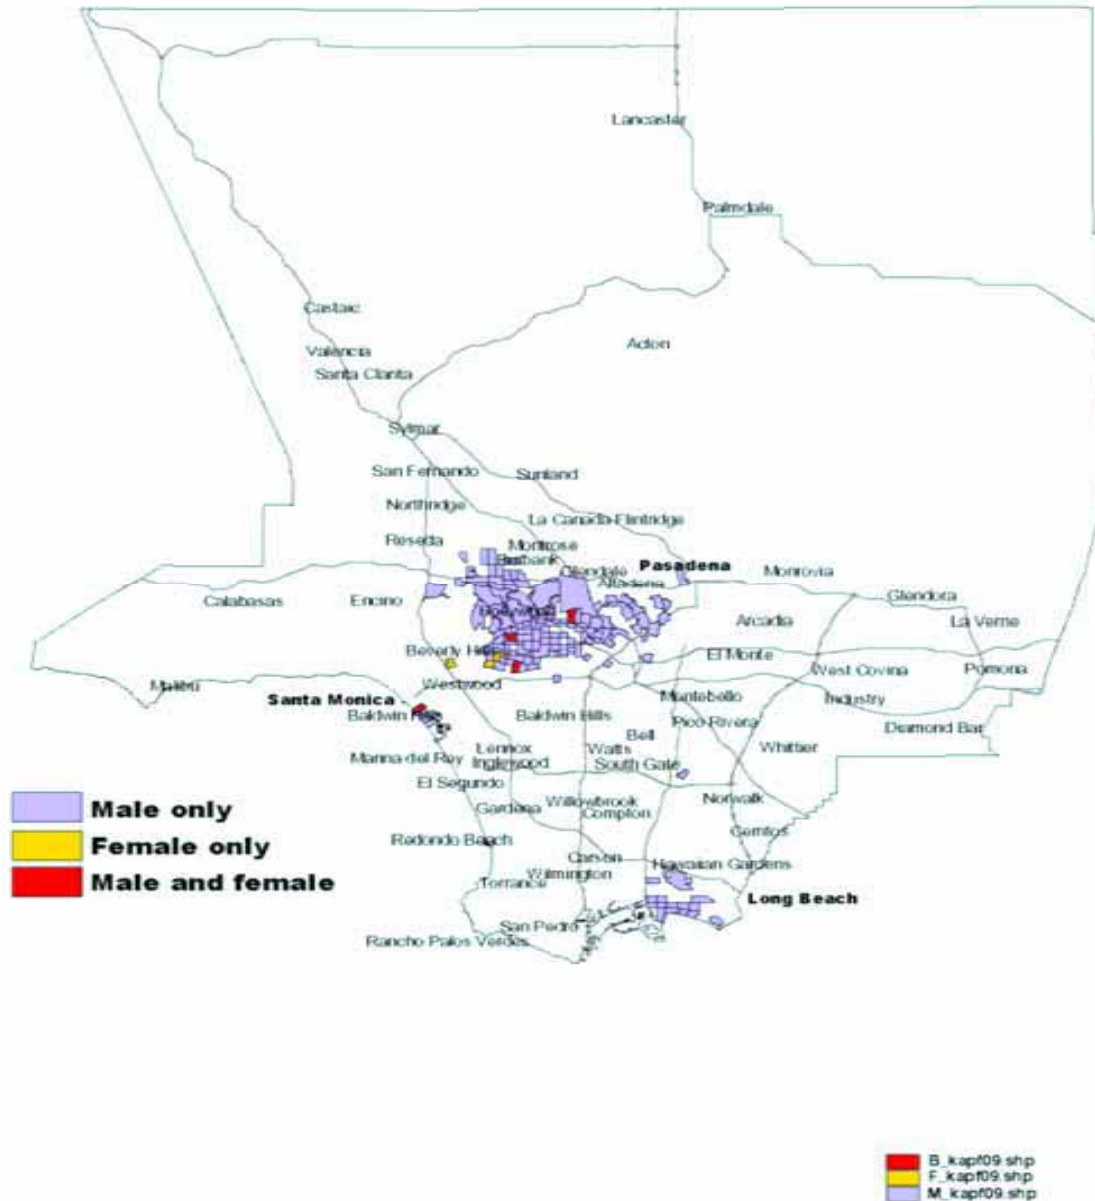 Lancaster
Palmdale
Castaic
Acton
Valencia
Santa Clarita
Sylmar
San Fernando
Sunland
Northridge
La Canada-Flintridge
Reseda
Montrose
Burbank
Glendale
Pasadena
Altadena
Monrovia
Calabasas
Encino
Glendora
Hollywood
Arcadia
La Verne
Beverly Hills
El Monte
West Covina
Pomona
Malibu
Westwood
Santa Monica
Montebello
Industry
Baldwin Hills
Baldwin Hills
Pico Rivera
Diamond Bar
Bell
Marina del Rey
Lennox
Watts
Whittier
Inglewood
South Gate
El Segundo
Male only
Gardena
Willowbrook
Norwalk
Compton
Female only
Redondo Beach
Cerritos
Carson
Hawaiian Gardens
Male and female
Torrance
Wilmington
Long Beach
San Pedro
Rancho Palos Verdes
B_kapf09.shp
F_kapf09.shp
M_kapf09.shp